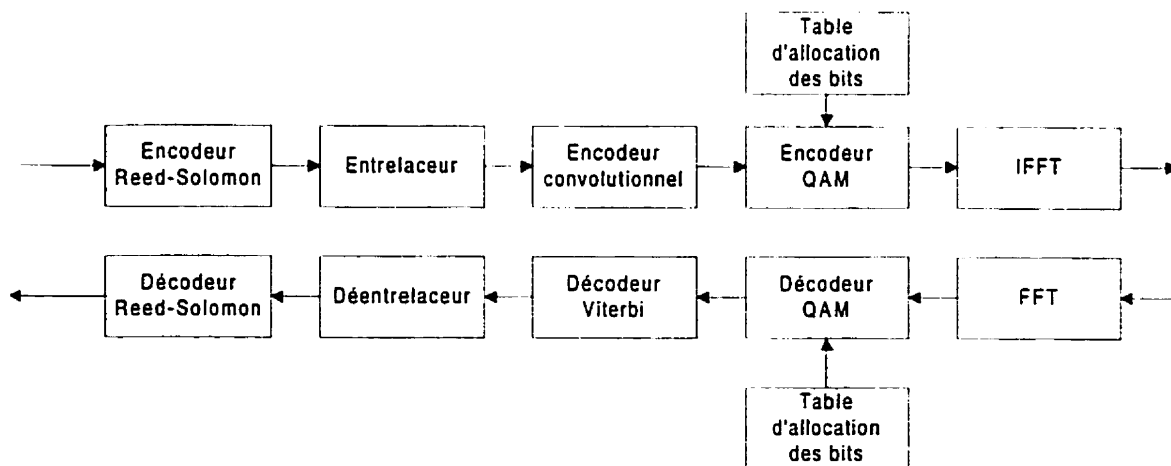 Table
d'allocation
des bits
Encodeur
Reed-Solomon
Entrelaceur
Encodeur
convolutionnel
Encodeur
QAM
IFFT
Décodeur
Reed-Solomon
Déentrelaceur
Décodeur
Viterbi
Décodeur
QAM
FFT
Table
d'allocation
des bits